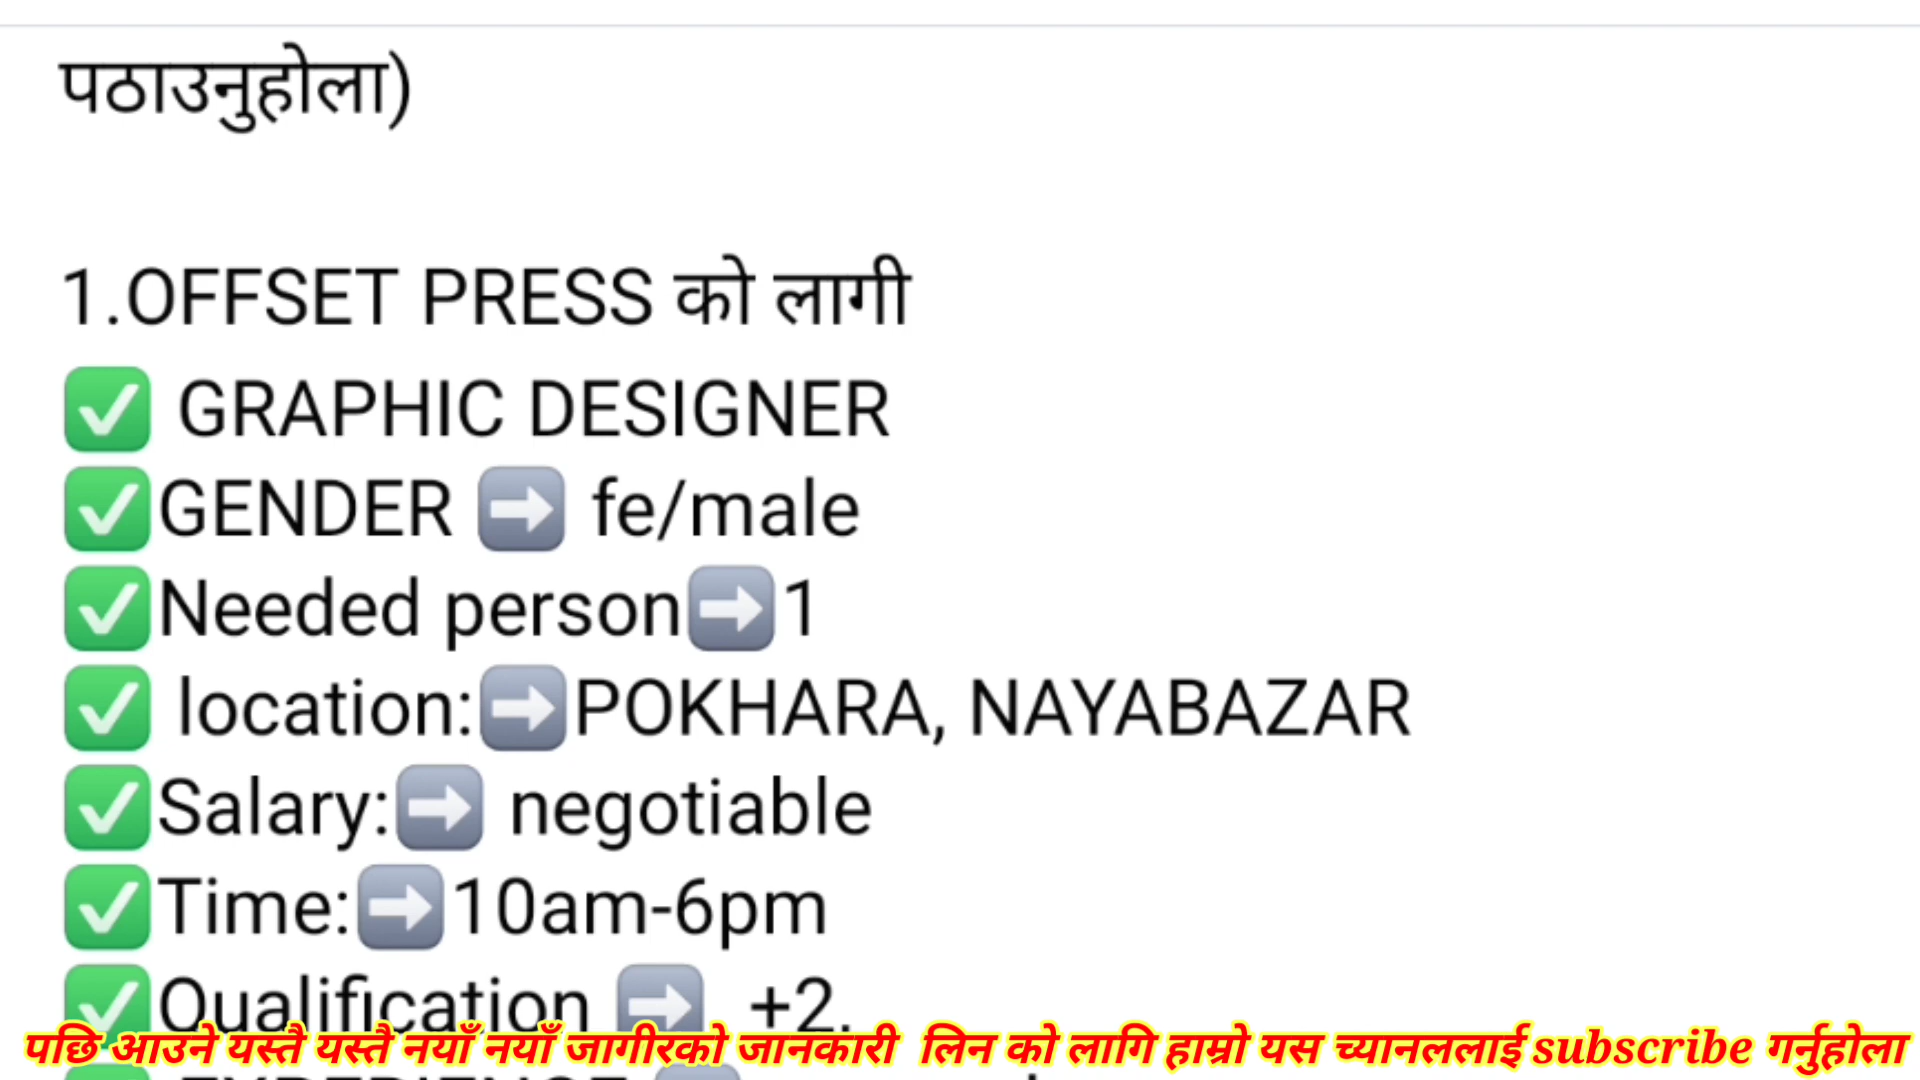 पठाउनुहोला)
1.OFFSET PRESS को लागी
✅ GRAPHIC DESIGNER
✅GENDER ➡️ fe/male
✅Needed person➡️1
✅ location:➡️POKHARA, NAYABAZAR
✅Salary:➡️ negotiable
✅Time:➡️10am-6pm
✅Qualification ➡️ +2,
पछि आउने यस्तै यस्तै नयाँ नयाँ जागीरको जानकारी लिन को लागि हाम्रो यस च्यानललाई subscribe गर्नुहोला